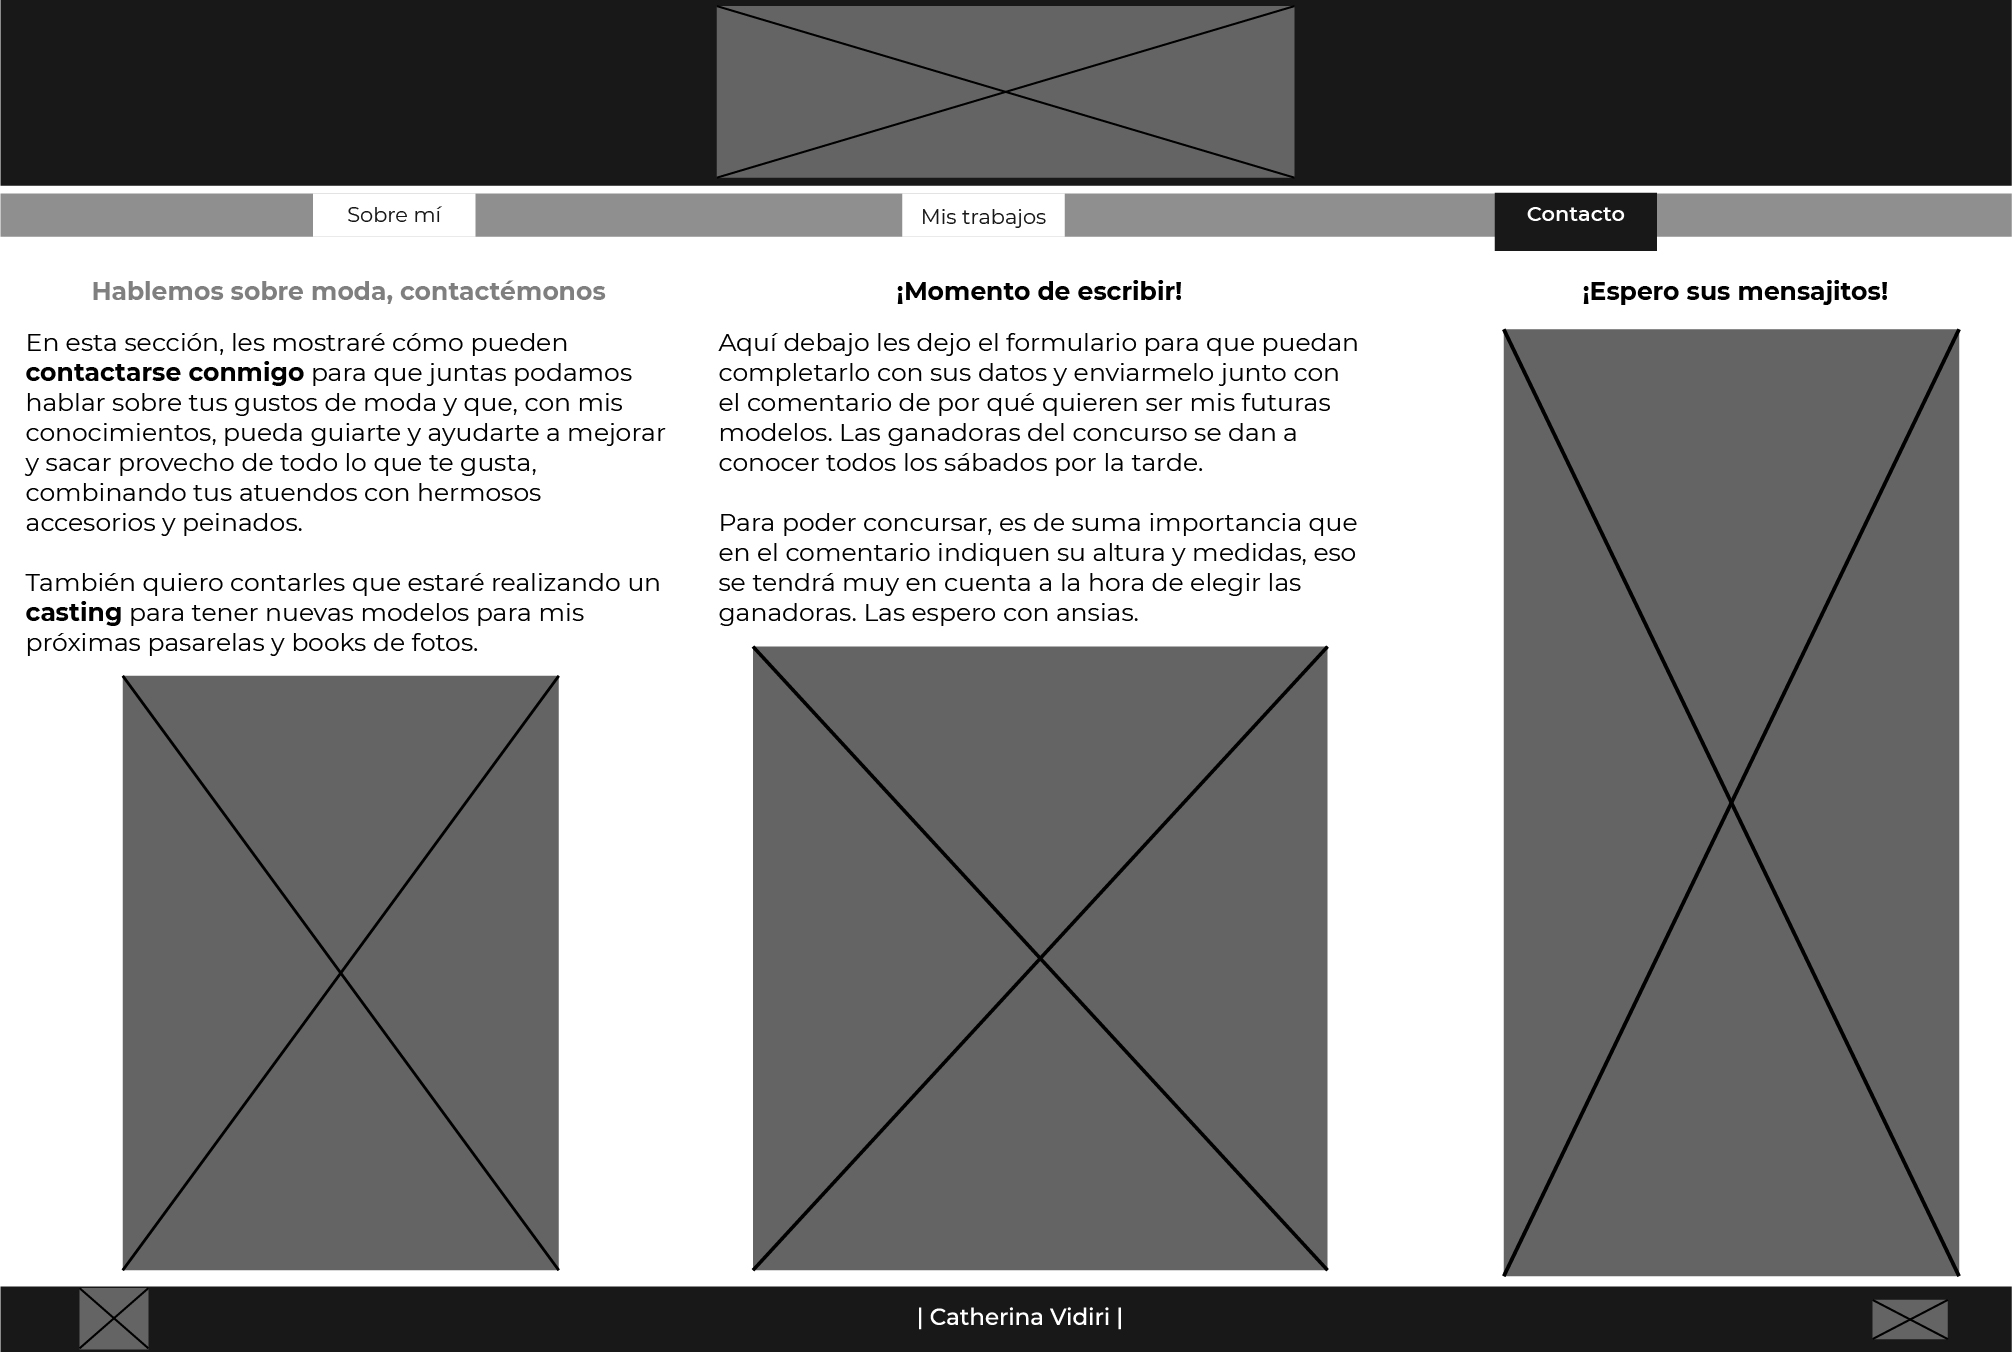 Sobre mí
Mis trabajos
Contacto
Hablemos sobre moda, contactémonos
En esta sección, les mostraré cómo pueden
contactarse conmigo para que juntas podamos
hablar sobre tus gustos de moda y que, con mis
conocimientos, pueda guiarte y ayudarte a mejorar
y sacar provecho de todo lo que te gusta,
combinando tus atuendos con hermosos
accesorios y peinados.
También quiero contarles que estaré realizando un
casting para tener nuevas modelos para mis
próximas pasarelas y books de fotos.
¡Momento de escribir!
Aquí debajo les dejo el formulario para que puedan
completarlo con sus datos y enviarmelo junto con
el comentario de por qué quieren ser mis futuras
modelos. Las ganadoras del concurso se dan a
conocer todos los sábados por la tarde.
Para poder concursar, es de suma importancia que
en el comentario indiquen su altura y medidas, eso
se tendrá muy en cuenta a la hora de elegir las
ganadoras. Las espero con ansias.
¡Espero sus mensajitos!
| Catherina Vidiri |